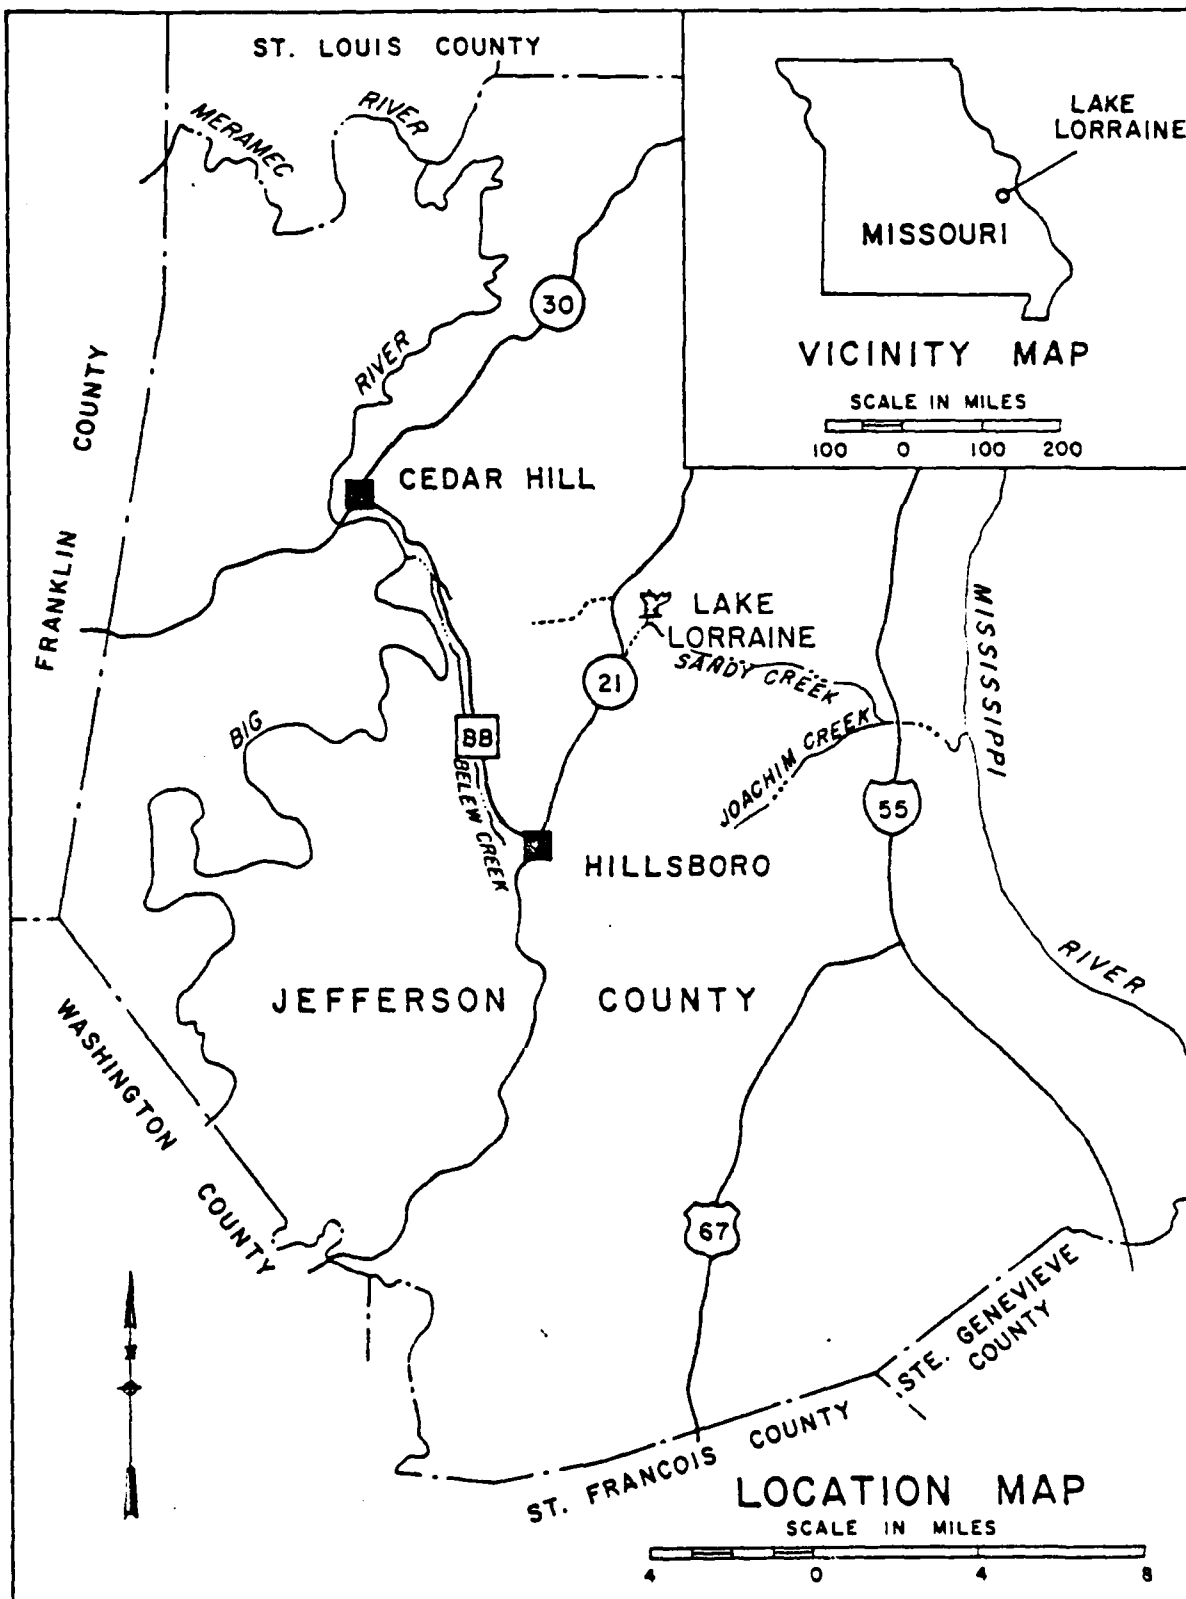 ST. LOUIS COUNTY
MERAMEC RIVER
LAKE
LORRAINE
MISSOURI
VICINITY MAP
SCALE IN MILES
100 0 100 200
30
RIVER
FRANKLIN COUNTY
CEDAR HILL
LAKE
LORRAINE
SANDY CREEK
21
MISSISSIPPI
BIG
BB
BELEW CREEK
JOACHIM CREEK
55
HILLSBORO
RIVER
JEFFERSON COUNTY
WASHINGTON COUNTY
67
STE. GENEVIEVE
COUNTY
ST. FRANCOIS COUNTY
LOCATION MAP
SCALE IN MILES
4 0 4 8